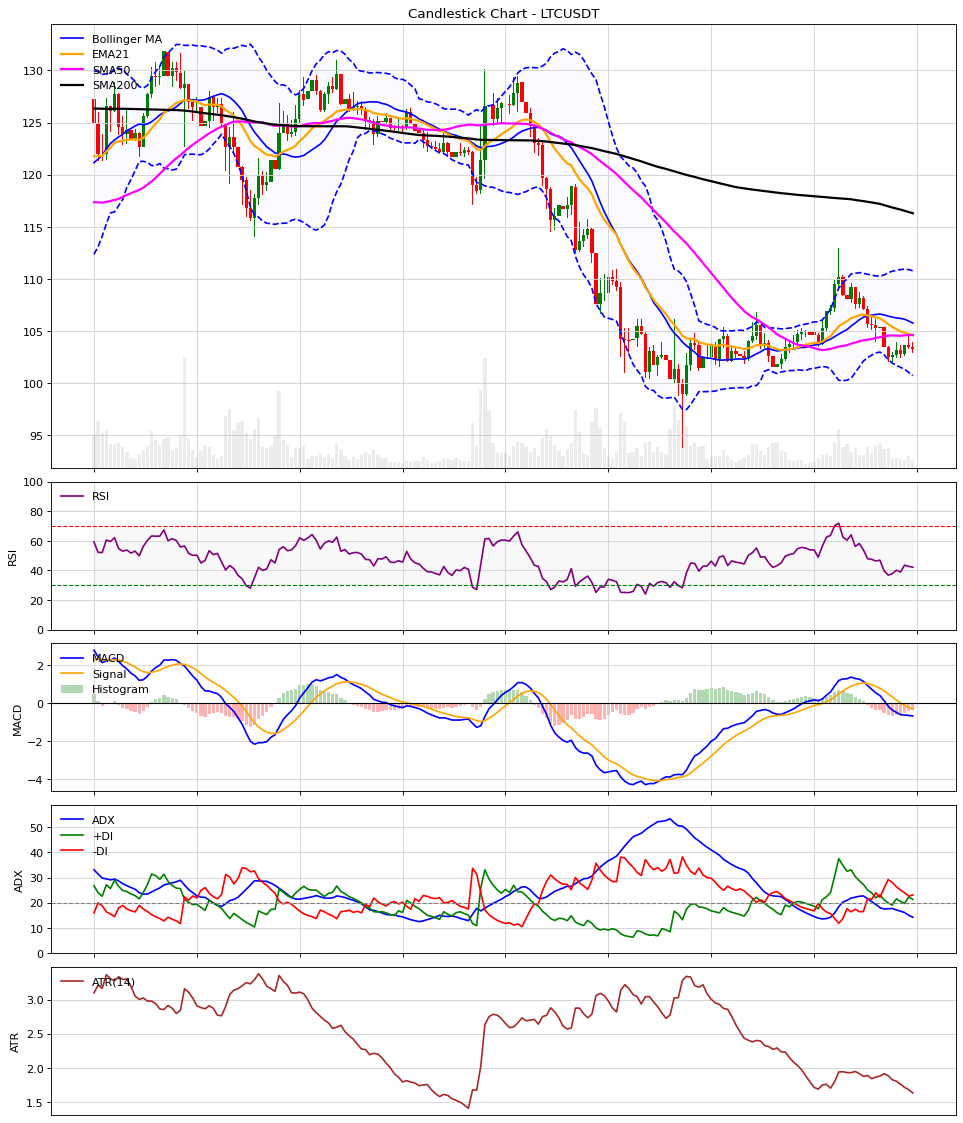 Candlestick Chart - LTCUSDT
Bollinger MA
EMA21
SMA50
SMA200
130
125
120
115
110
105
100
95
RSI
100
80
60
40
20
0
RSI
MACD
Signal
Histogram
2
0
−2
−4
MACD
ADX
+DI
-DI
50
40
30
20
10
0
ADX
ATR(14)
3.0
2.5
2.0
1.5
ATR